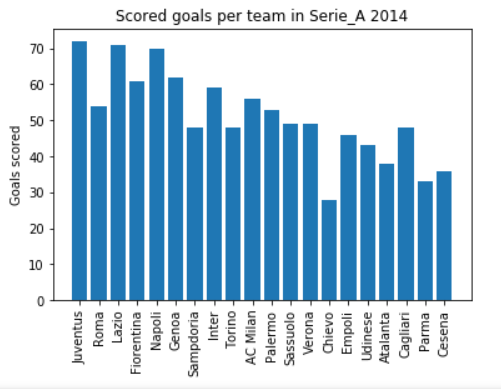 Scored goals per team in Serie_A 2014
Goals scored
70
60
50
40
30
20
10
0
Juventus
Roma
Lazio
Fiorentina
Napoli
Genoa
Sampdoria
Inter
Torino
AC Milan
Palermo
Sassuolo
Verona
Chievo
Empoli
Udinese
Atalanta
Cagliari
Parma
Cesena